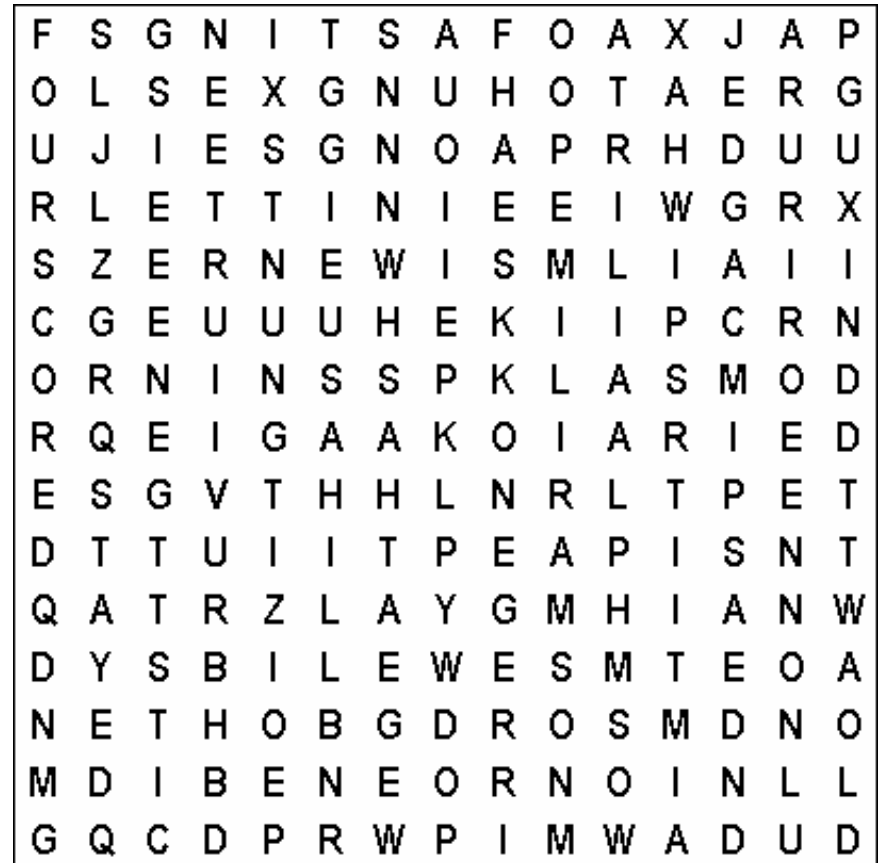 F S G N I T S A F O A X J A P
O L S E X G N U H O T A E R G
U J I E S G N O A P R H D U U
R L E T T I N I E E I W G R X
S Z E R N E W I S M L I A I I
C G E U U U H E K I I P C R N
O R N I N S S P K L A S M O D
R Q E I G A A K O I A R I E D
E S G V T H H L N R L T P E T
D T T U I I T P E A P I S N T
Q A T R Z L A Y G M H I A N W
D Y S B I L E W E S M T E O A
N E T H O B G D R O S M D N O
M D I B E N E O R N O I N L L
G Q C D P R W P I M W A D U D